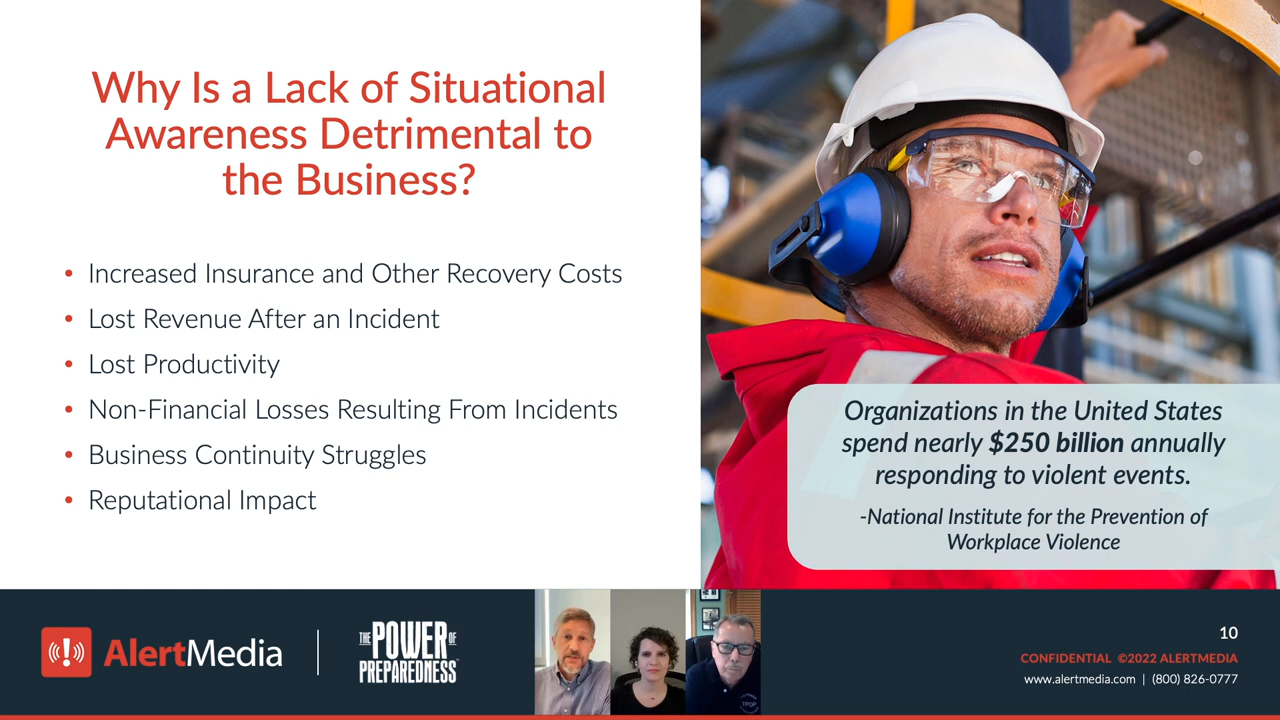 Why Is a Lack of Situational
Awareness Detrimental to
the Business?
• Increased Insurance and Other Recovery Costs
• Lost Revenue After an Incident
• Lost Productivity
• Non-Financial Losses Resulting From Incidents
• Business Continuity Struggles
• Reputational Impact
Organizations in the United States
spend nearly $250 billion annually
responding to violent events.
-National Institute for the Prevention of
Workplace Violence
AlertMedia
THE POWER OF
PREPAREDNESS
TPOP
10
CONFIDENTIAL ©2022 ALERTMEDIA
www.alertmedia.com | (800) 826-0777